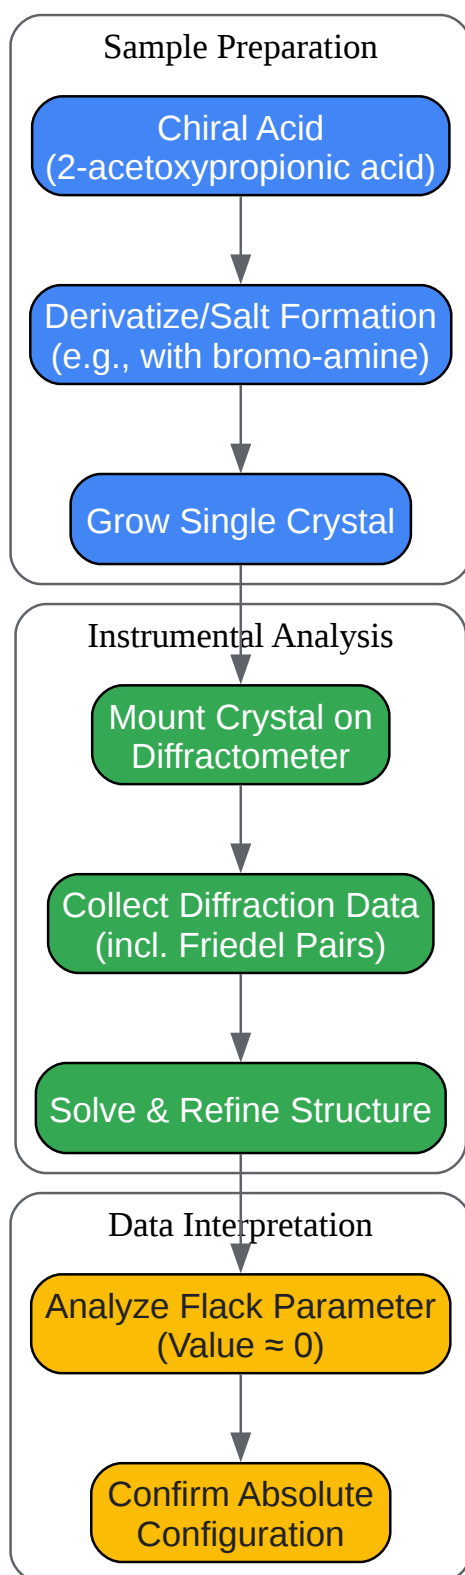 Sample Preparation
Chiral Acid
(2-acetoxypropionic acid)
Derivatize/Salt Formation
(e.g., with bromo-amine)
Grow Single Crystal
Instrumental Analysis
Mount Crystal on
Diffractometer
Collect Diffraction Data
(incl. Friedel Pairs)
Solve & Refine Structure
Data Interpretation
Analyze Flack Parameter
(Value ≈ 0)
Confirm Absolute
Configuration